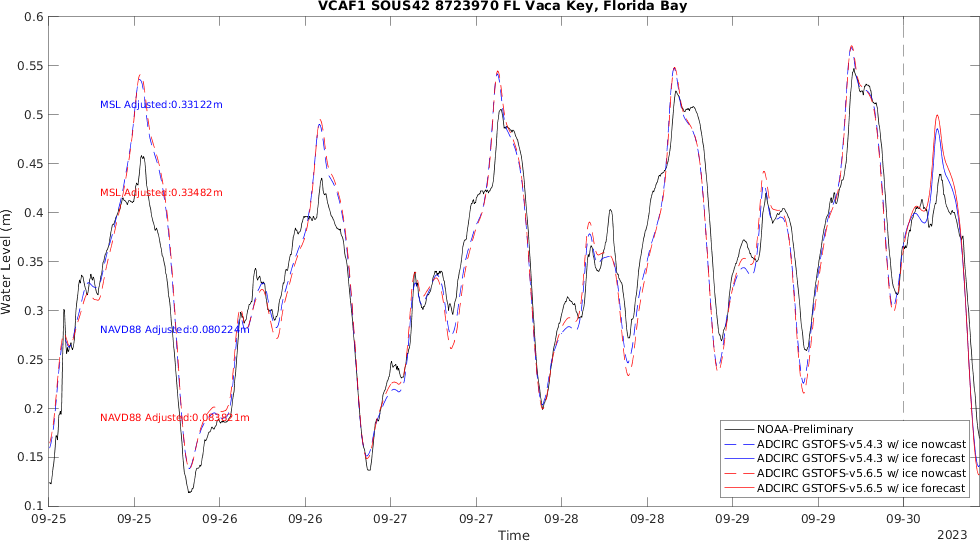 VCAF1 SOUS42 8723970 FL Vaca Key, Florida Bay
0.6
0.55
0.5
0.45
0.4
0.35
0.3
0.25
0.2
0.15
0.1
Water Level (m)
MSL Adjusted:0.33122m
MSL Adjusted:0.33482m
NAVD88 Adjusted:0.080224m
NAVD88 Adjusted:0.083821m
NOAA-Preliminary
ADCIRC GSTOFS-v5.4.3 w/ ice nowcast
ADCIRC GSTOFS-v5.4.3 w/ ice forecast
ADCIRC GSTOFS-v5.6.5 w/ ice nowcast
ADCIRC GSTOFS-v5.6.5 w/ ice forecast
09-25 09-25 09-26 09-26 09-27 09-27 09-28 09-28 09-29 09-29 09-30
Time
2023